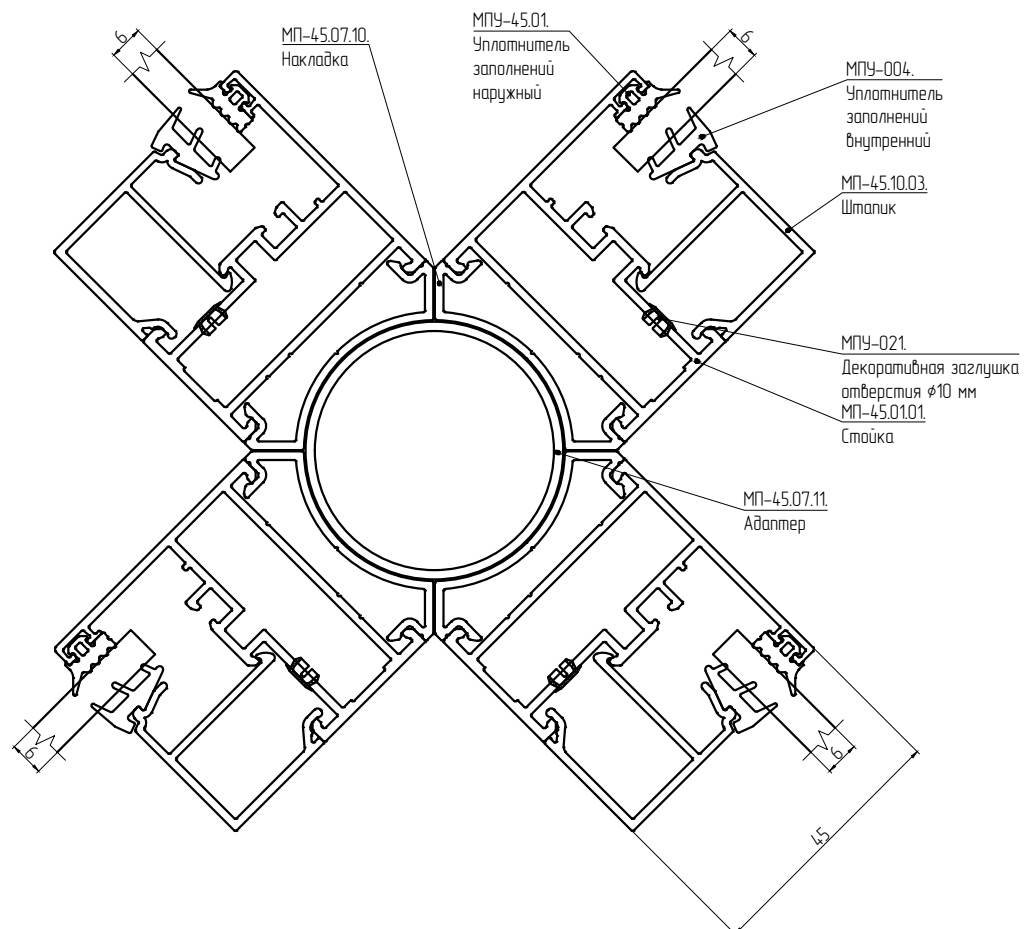 6
МП-45.07.10.
Накладка
МПУ-45.01.
Уплотнитель
заполнений
наружный
6
МПУ-004.
Уплотнитель
заполнений
внутренний
МП-45.10.03.
Штапик
МПУ-021.
Декоративная заглушка
отверстия ϕ10 мм
МП-45.01.01.
Стойка
МП-45.07.11.
Адаптер
6
6
45